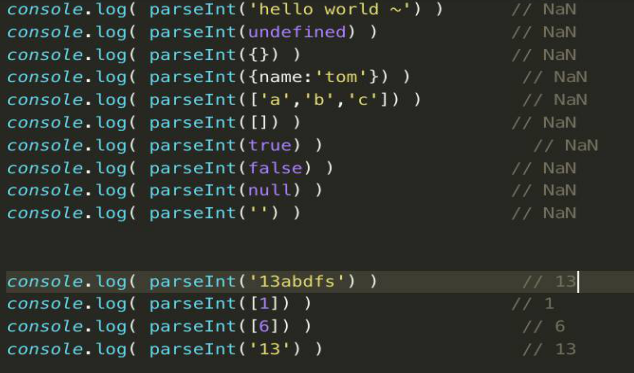 console.log( parseInt('hello world ~') ) // NaN
console.log( parseInt(undefined) ) // NaN
console.log( parseInt({}) ) // NaN
console.log( parseInt({name:'tom'}) ) // NaN
console.log( parseInt(['a','b','c']) ) // NaN
console.log( parseInt([]) ) // NaN
console.log( parseInt(true) ) // NaN
console.log( parseInt(false) ) // NaN
console.log( parseInt(null) ) // NaN
console.log( parseInt('') ) // NaN
console.log( parseInt('13abdfs') ) // 13
console.log( parseInt([1]) ) // 1
console.log( parseInt([6]) ) // 6
console.log( parseInt('13') ) // 13